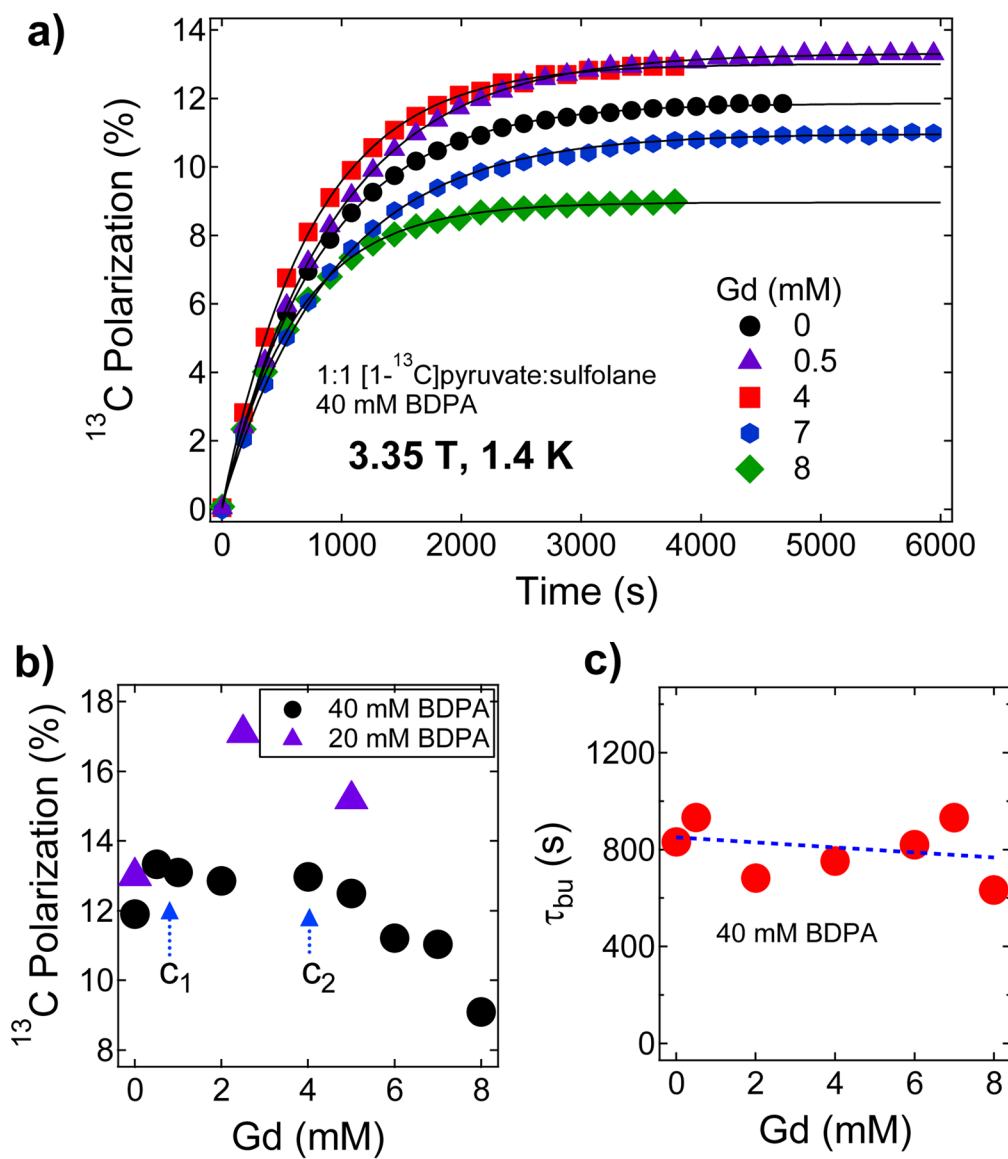 a)
14
12
10
8
6
4
2
0
¹³C Polarization (%)
Gd (mM)
0
0.5
4
7
8
1:1 [1-¹³C]pyruvate:sulfolane
40 mM BDPA
3.35 T, 1.4 K
0 1000 2000 3000 4000 5000 6000
Time (s)
b)
18
16
14
12
10
8
¹³C Polarization (%)
40 mM BDPA
20 mM BDPA
c₁ c₂
0 2 4 6 8
Gd (mM)
c)
1200
800
400
0
τbu (s)
40 mM BDPA
0 2 4 6 8
Gd (mM)